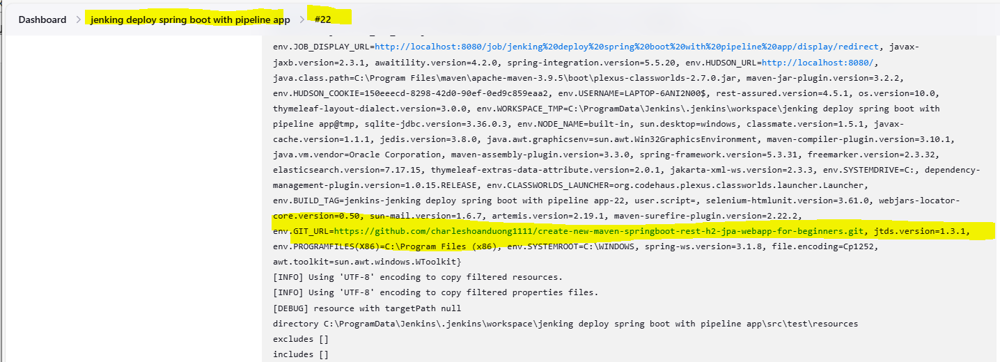 Dashboard > jenking deploy spring boot with pipeline app > #22
env.JOB_DISPLAY_URL=http://localhost:8080/job/jenking%20deploy%20spring%20boot%20with%20pipeline%20app/display/redirect, javax-
jaxb.version=2.3.1, awaitility.version=4.2.0, spring-integration.version=5.5.20, env.HUDSON_URL=http://localhost:8080/,
java.class.path=C:\Program Files\maven\apache-maven-3.9.5\boot\plexus-classworlds-2.7.0.jar, maven-jar-plugin.version=3.2.2,
env.HUDSON_COOKIE=150eeecd-8298-42d0-90ef-0ed9c859eaa2, env.USERNAME=LAPTOP-6ANI2N00$, rest-assured.version=4.5.1, os.version=10.0,
thymeleaf-layout-dialect.version=3.0.0, env.WORKSPACE_TMP=C:\ProgramData\Jenkins\.jenkins\workspace\jenking deploy spring boot with
pipeline app@tmp, sqlite-jdbc.version=3.36.0.3, env.NODE_NAME=built-in, sun.desktop=windows, classmate.version=1.5.1, javax-
cache.version=1.1.1, jedis.version=3.8.0, java.awt.graphicsenv=sun.awt.Win32GraphicsEnvironment, maven-compiler-plugin.version=3.10.1,
java.vm.vendor=Oracle Corporation, maven-assembly-plugin.version=3.3.0, spring-framework.version=5.3.31, freemarker.version=2.3.32,
elasticsearch.version=7.17.15, thymeleaf-extras-data-attribute.version=2.0.1, jakarta-xml-ws.version=2.3.3, env.SYSTEMDRIVE=C:, dependency-
management-plugin.version=1.0.15.RELEASE, env.CLASSWORLDS_LAUNCHER=org.codehaus.plexus.classworlds.launcher.Launcher,
env.BUILD_TAG=jenkins-jenking deploy spring boot with pipeline app-22, user.script=, selenium-htmlunit.version=3.61.0, webjars-locator-
core.version=0.50, sun-mail.version=1.6.7, artemis.version=2.19.1, maven-surefire-plugin.version=2.22.2,
env.GIT_URL=https://github.com/charleshoanduong1111/create-new-maven-springboot-rest-h2-jpa-webapp-for-beginners.git, jtds.version=1.3.1,
env.PROGRAMFILES(X86)=C:\Program Files (x86), env.SYSTEMROOT=C:\WINDOWS, spring-ws.version=3.1.8, file.encoding=Cp1252,
awt.toolkit=sun.awt.windows.WToolkit}
[INFO] Using 'UTF-8' encoding to copy filtered resources.
[INFO] Using 'UTF-8' encoding to copy filtered properties files.
[DEBUG] resource with targetPath null
directory C:\ProgramData\Jenkins\.jenkins\workspace\jenking deploy spring boot with pipeline app\src\test\resources
excludes []
includes []